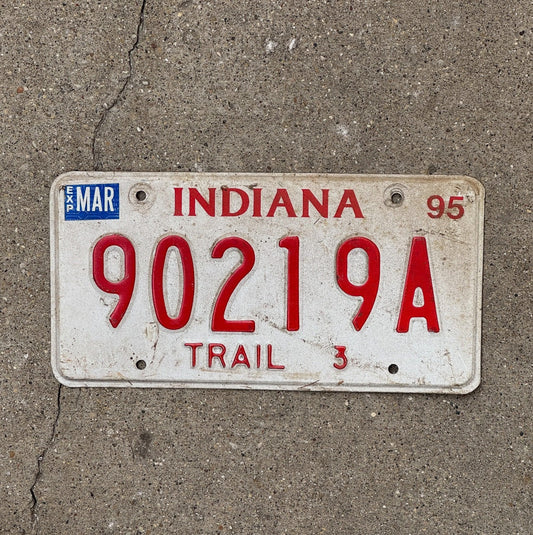 EXP MAR INDIANA 95
90219A
TRAIL 3